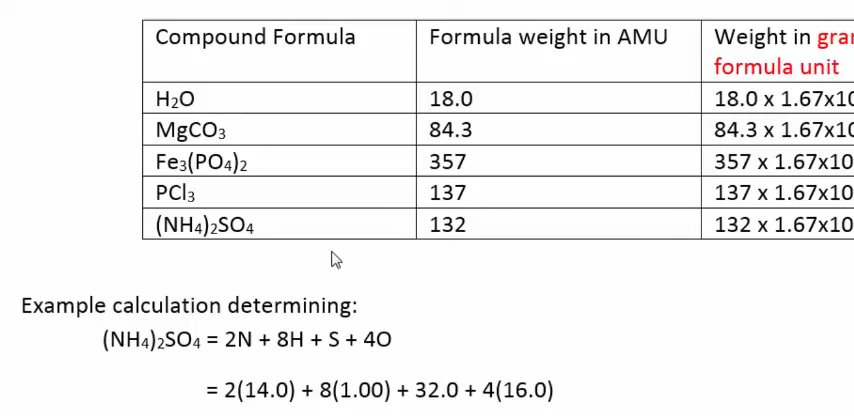 Compound Formula Formula weight in AMU Weight in
formula unit
H₂O 18.0 18.0 x 1.67x10
MgCO₃ 84.3 84.3 x 1.67x10
Fe₃(PO₄)₂ 357 357 x 1.67x10
PCl₃ 137 137 x 1.67x10
(NH₄)₂SO₄ 132 132 x 1.67x10
Example calculation determining:
(NH₄)₂SO₄ = 2N + 8H + S + 4O
= 2(14.0) + 8(1.00) + 32.0 + 4(16.0)